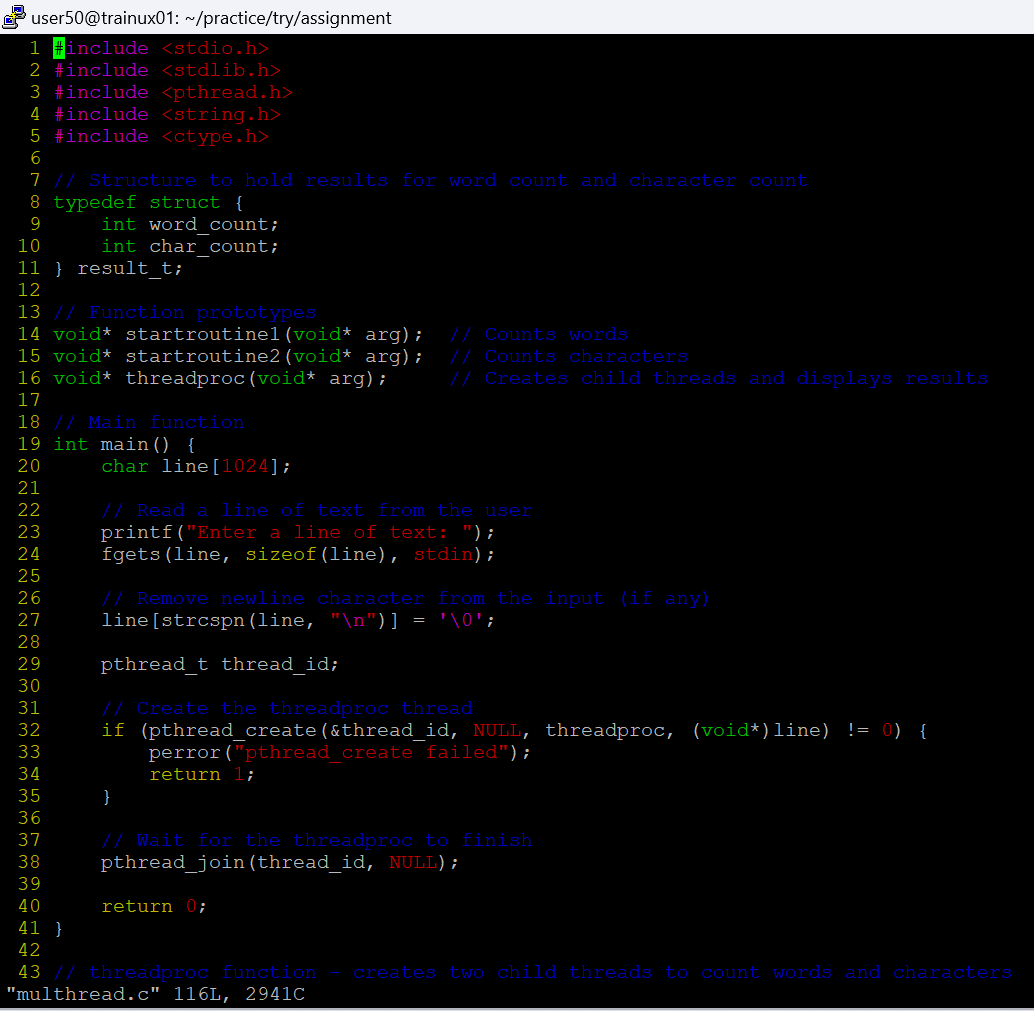 user50@trainux01: ~/practice/try/assignment
1 #include <stdio.h>
2 #include <stdlib.h>
3 #include <pthread.h>
4 #include <string.h>
5 #include <ctype.h>
6
7 // Structure to hold results for word count and character count
8 typedef struct {
9     int word_count;
10     int char_count;
11 } result_t;
12
13 // Function prototypes
14 void* startroutine1(void* arg);  // Counts words
15 void* startroutine2(void* arg);  // Counts characters
16 void* threadproc(void* arg);     // Creates child threads and displays results
17
18 // Main function
19 int main() {
20     char line[1024];
21
22     // Read a line of text from the user
23     printf("Enter a line of text: ");
24     fgets(line, sizeof(line), stdin);
25
26     // Remove newline character from the input (if any)
27     line[strcspn(line, "\n")] = '\0';
28
29     pthread_t thread_id;
30
31     // Create the threadproc thread
32     if (pthread_create(&thread_id, NULL, threadproc, (void*)line) != 0) {
33         perror("pthread_create failed");
34         return 1;
35     }
36
37     // Wait for the threadproc to finish
38     pthread_join(thread_id, NULL);
39
40     return 0;
41 }
42
43 // threadproc function - creates two child threads to count words and characters
"multhread.c" 116L, 2941C